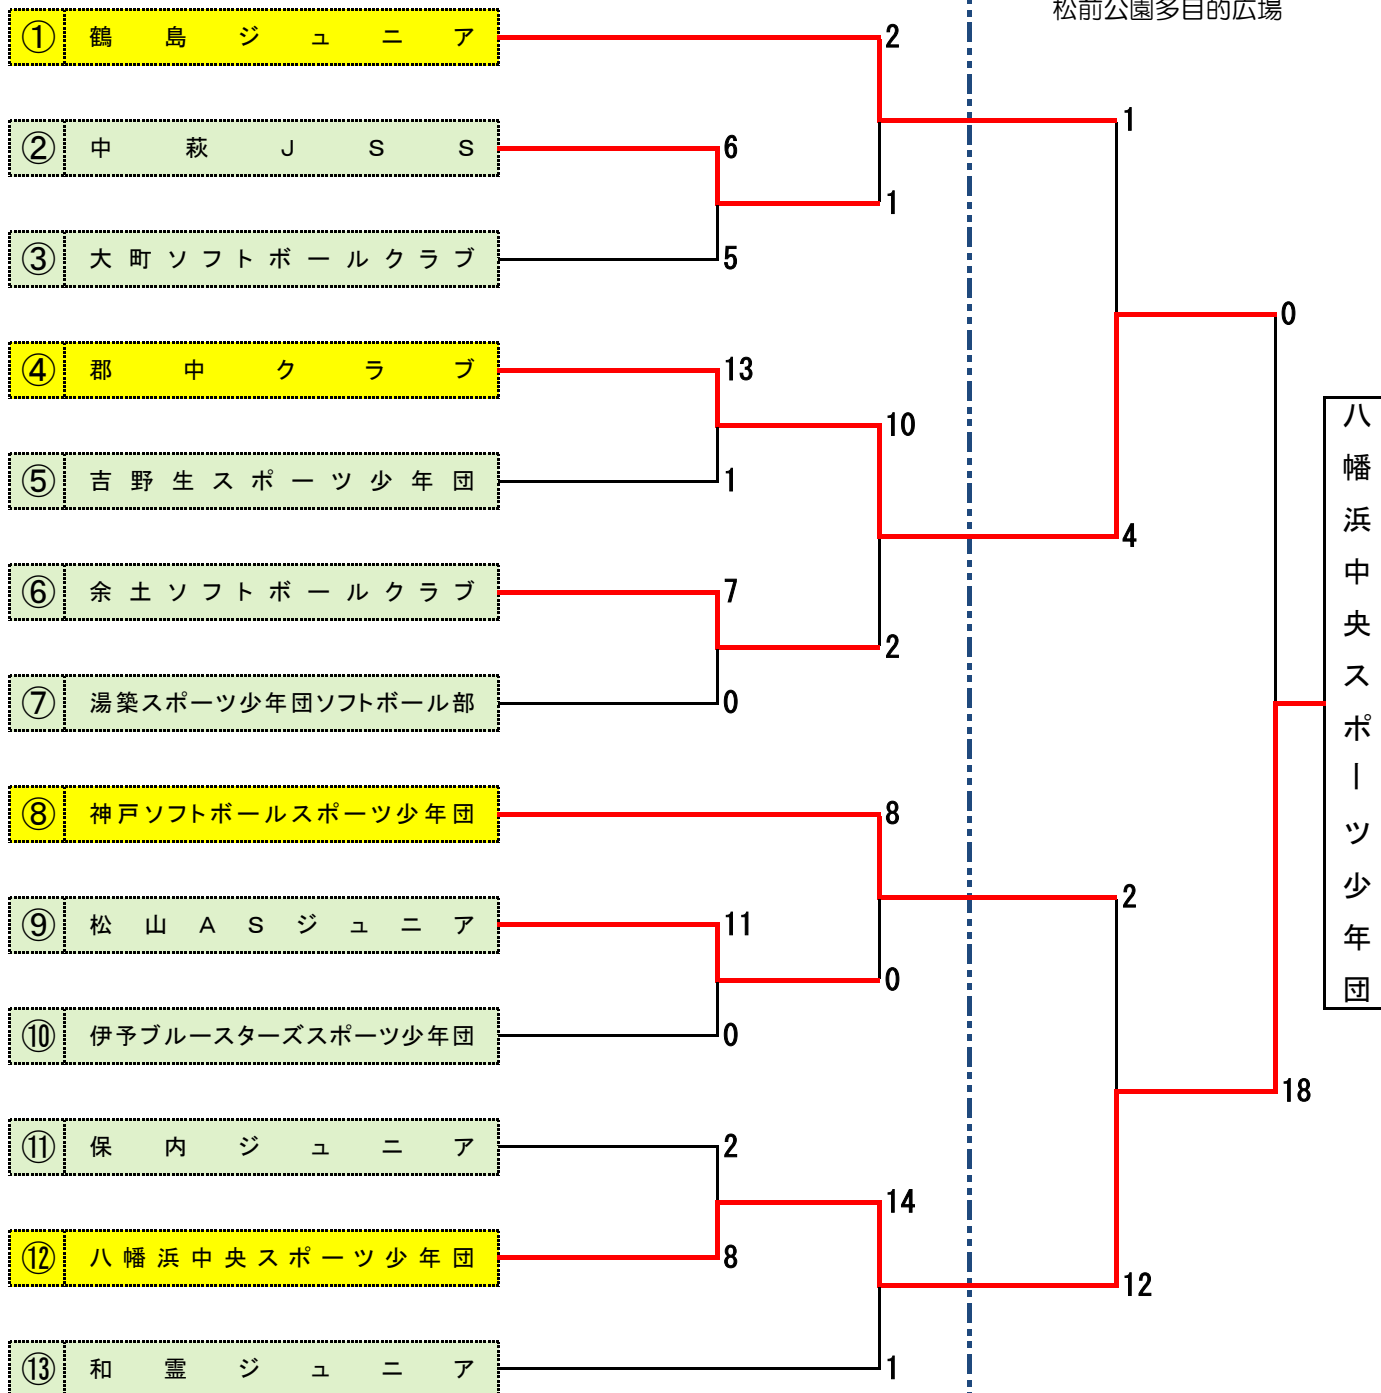 松前公園多目的広場
① 鶴島ジュニア
2
1
② 中萩JSS
6
1
③ 大町ソフトボールクラブ
5
0
④ 郡中クラブ
13
10
⑤ 吉野生スポーツ少年団
1
4
⑥ 余土ソフトボールクラブ
7
2
⑦ 湯築スポーツ少年団ソフトボール部
0
八幡浜中央スポーツ少年団
⑧ 神戸ソフトボールスポーツ少年団
8
2
⑨ 松山ASジュニア
11
0
⑩ 伊予ブルースターズスポーツ少年団
0
18
⑪ 保内ジュニア
2
14
⑫ 八幡浜中央スポーツ少年団
8
12
⑬ 和霊ジュニア
1